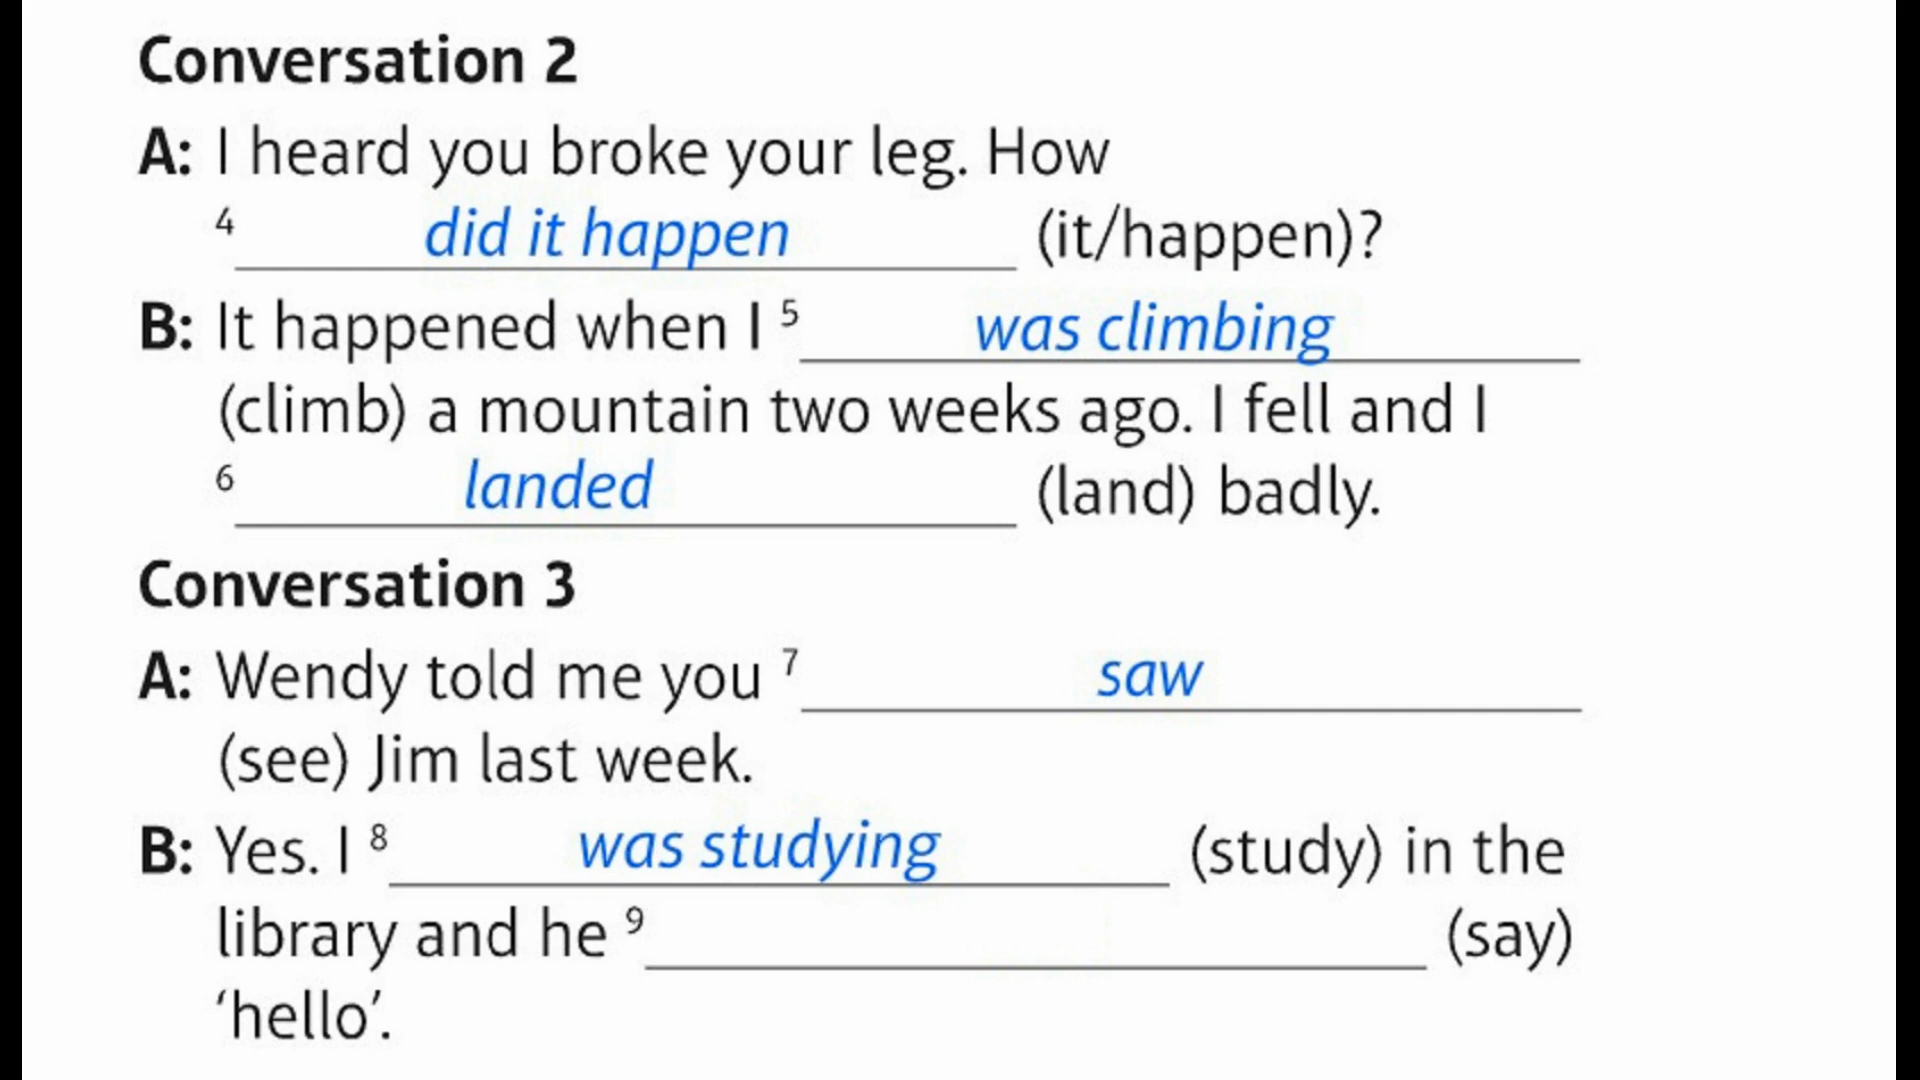 Conversation 2
A: I heard you broke your leg. How
4 did it happen (it/happen)?
B: It happened when I 5 was climbing
(climb) a mountain two weeks ago. I fell and I
6 landed (land) badly.
Conversation 3
A: Wendy told me you 7 saw
(see) Jim last week.
B: Yes. I 8 was studying (study) in the
library and he 9 (say)
‘hello’.